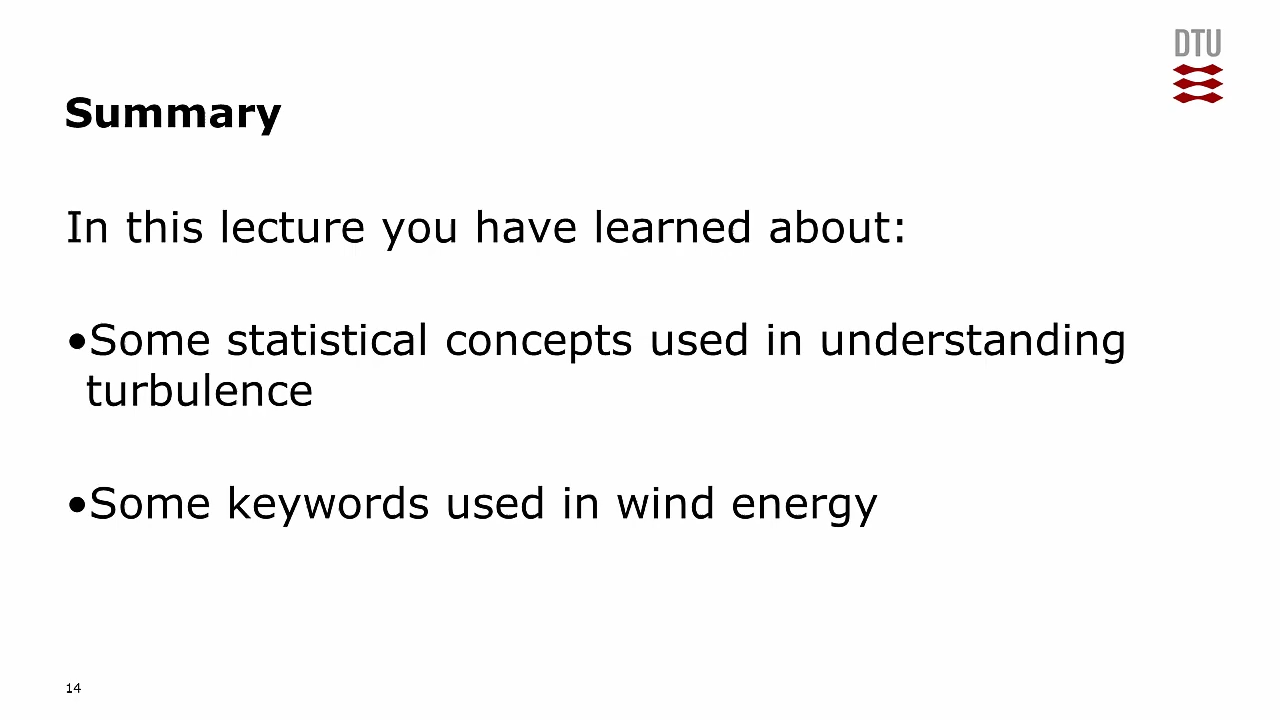 DTU
Summary
In this lecture you have learned about:
•Some statistical concepts used in understanding
turbulence
•Some keywords used in wind energy
14